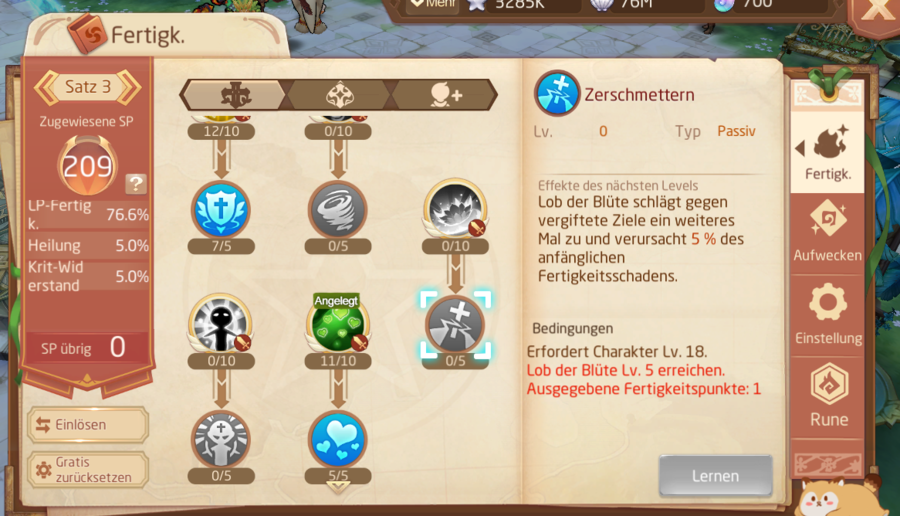 Mehr 3285K 76M 700
Fertigk.
Satz 3
Zugewiesene SP
209
?
LP-Fertig
k.
76.6%
Heilung 5.0%
Krit-Wid
erstand
5.0%
SP übrig 0
Einlösen
Gratis
zurücksetzen
12/10
0/10
7/5
0/5
0/10
Angelegt
0/10
11/10
0/5
0/5
5/5
Zerschmettern
Lv. 0 Typ Passiv
Effekte des nächsten Levels
Lob der Blüte schlägt gegen
vergiftete Ziele ein weiteres
Mal zu und verursacht 5 % des
anfänglichen
Fertigkeitsschadens.
Bedingungen
Erfordert Charakter Lv. 18.
Lob der Blüte Lv. 5 erreichen.
Ausgegebene Fertigkeitspunkte: 1
Lernen
Fertigk.
Aufwecken
Einstellung
Rune